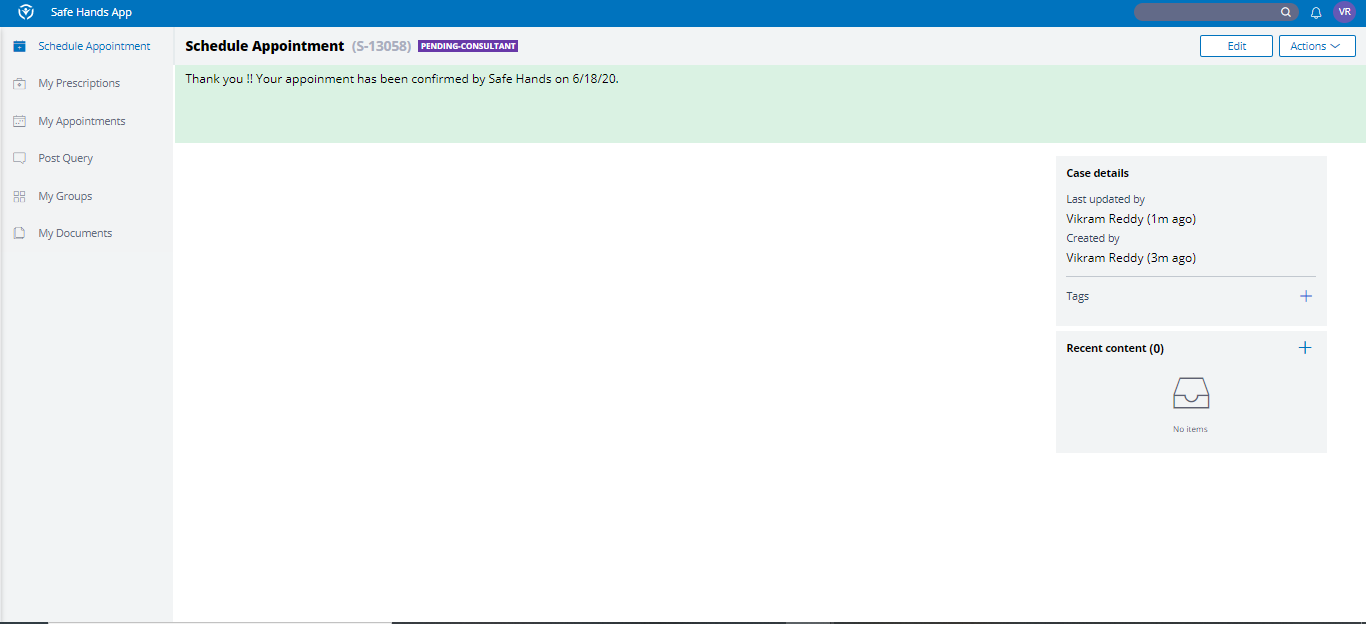 Safe Hands App
VR
Schedule Appointment
My Prescriptions
My Appointments
Post Query
My Groups
My Documents
Schedule Appointment (S-13058) PENDING-CONSULTANT
Edit
Actions
Thank you !! Your appoinment has been confirmed by Safe Hands on 6/18/20.
Case details
Last updated by
Vikram Reddy (1m ago)
Created by
Vikram Reddy (3m ago)
Tags
Recent content (0)
No items